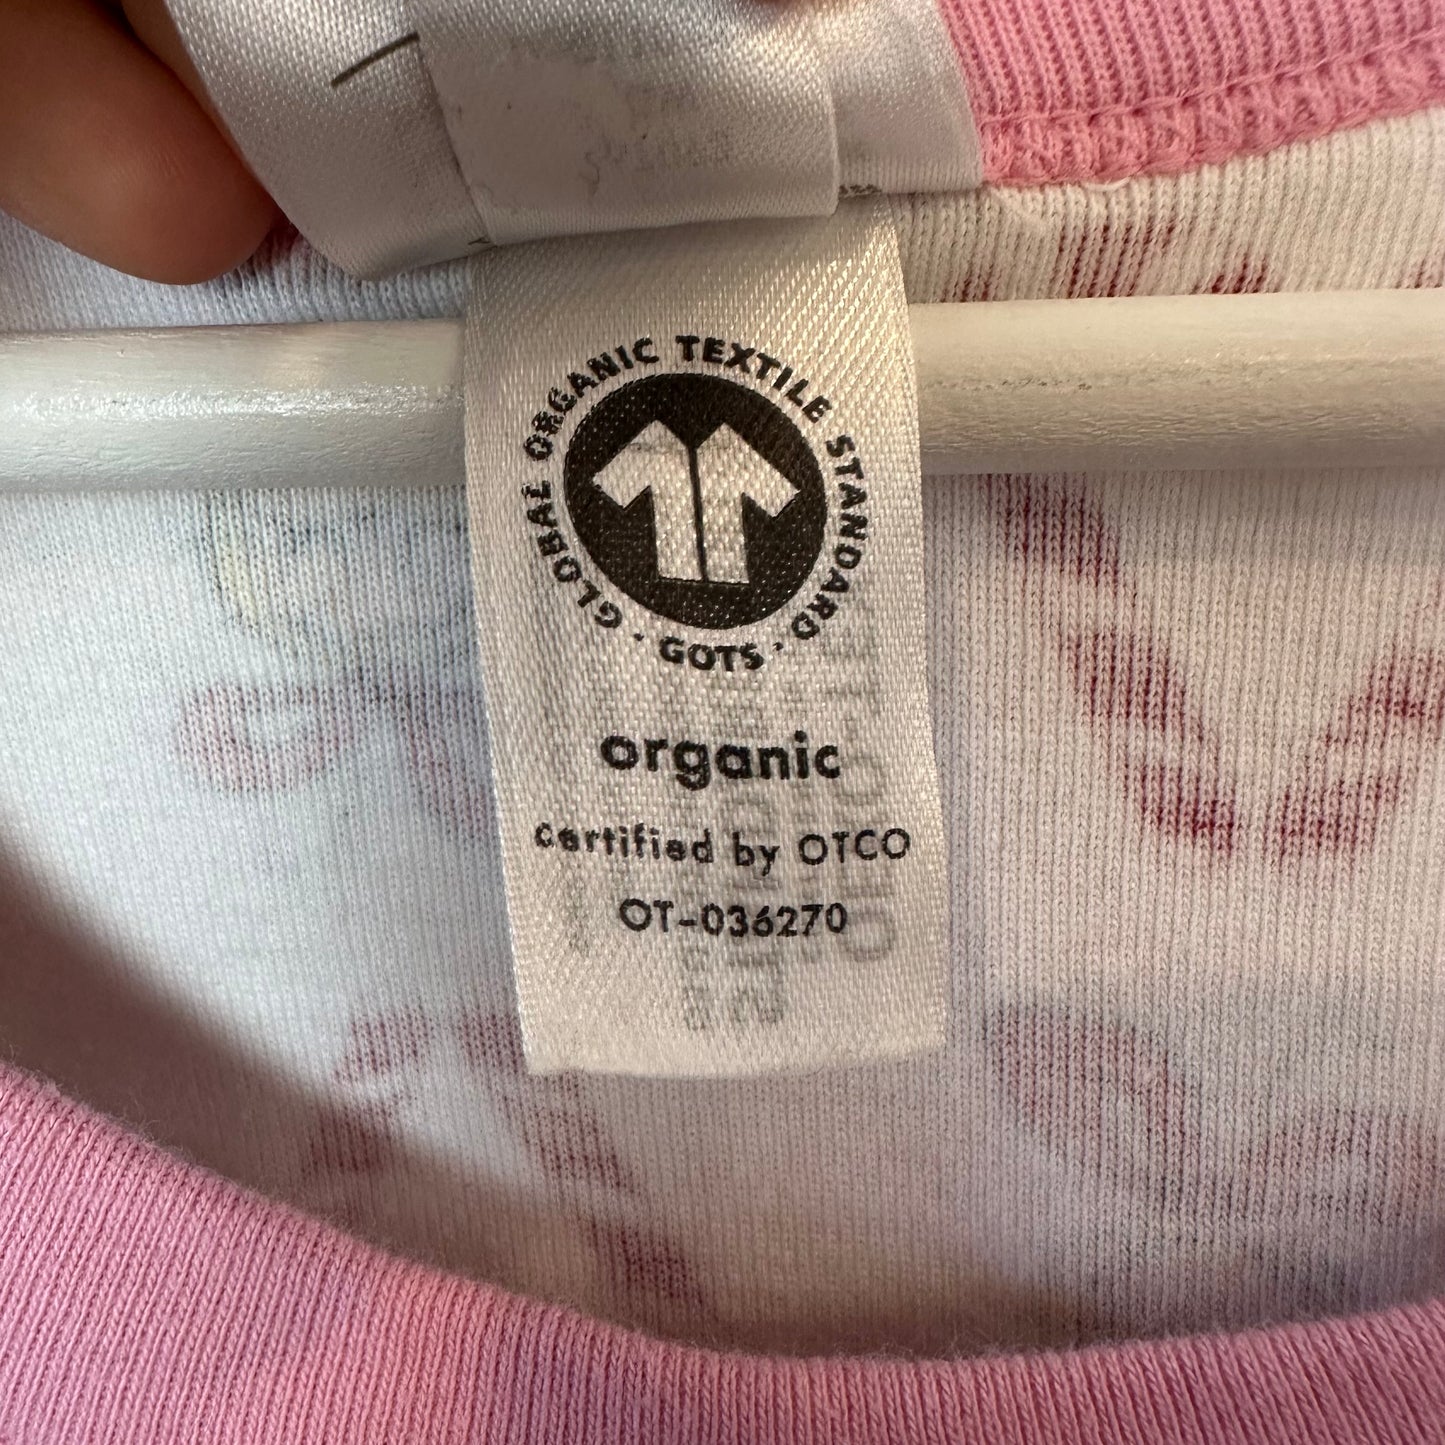 GLOBAL ORGANIC TEXTILE STANDARD · GOTS ·
organic
certified by OTCO
OT-036270